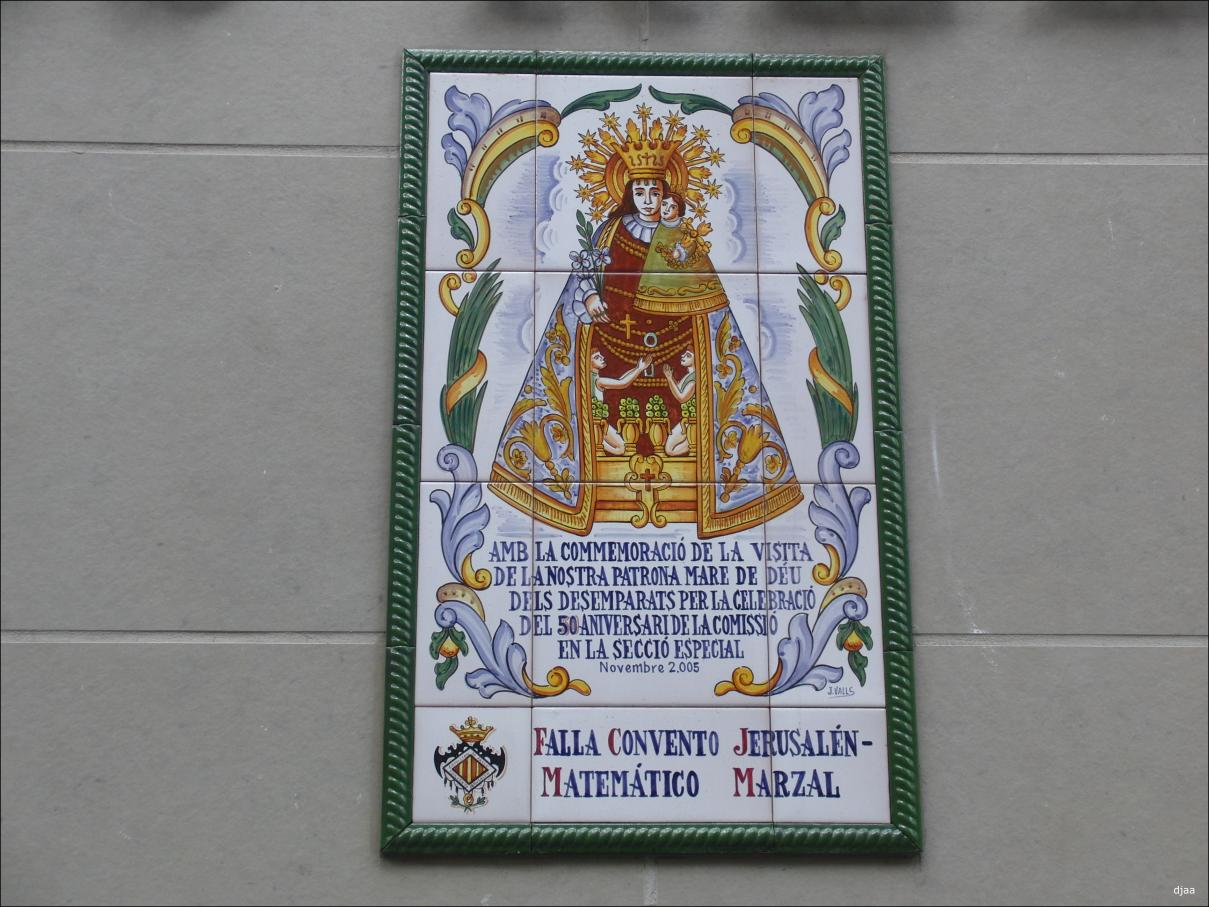 AMB LA COMMEMORACIÓ DE LA VISITA
DE LA NOSTRA PATRONA MARE DE DÉU
DELS DESEMPARATS PER LA CELEBRACIÓ
DEL 50 ANIVERSARI DE LA COMISSIÓ
EN LA SECCIÓ ESPECIAL
Novembre 2.005
J. VALLS
FALLA CONVENTO JERUSALÉN-
MATEMÁTICO MARZAL
djaa